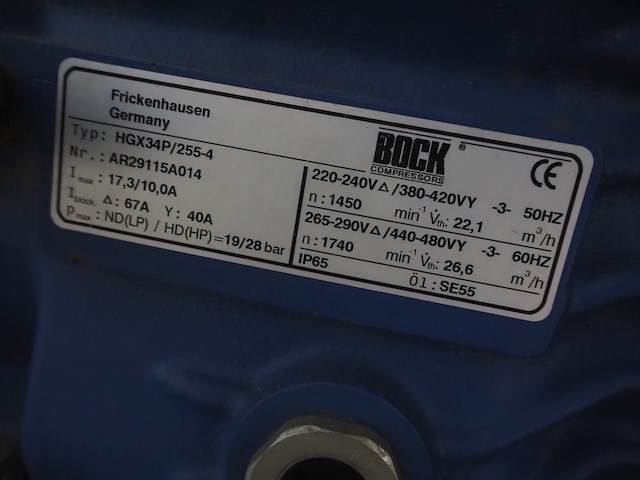 Frickenhausen
Germany
Typ: HGX34P/255-4
Nr.: AR29115A014
Imax: 17,3/10,0A
Iblock Δ: 67A Y: 40A
pmax: ND(LP) / HD(HP)=19/28 bar
BOCK ®
COMPRESSORS
CE
220-240VΔ/380-420VY -3- 50HZ
n:1450 min⁻¹ V̇th: 22,1 m³/h
265-290VΔ/440-480VY -3- 60HZ
n:1740 min⁻¹ V̇th: 26,6 m³/h
IP65 Öl: SE55